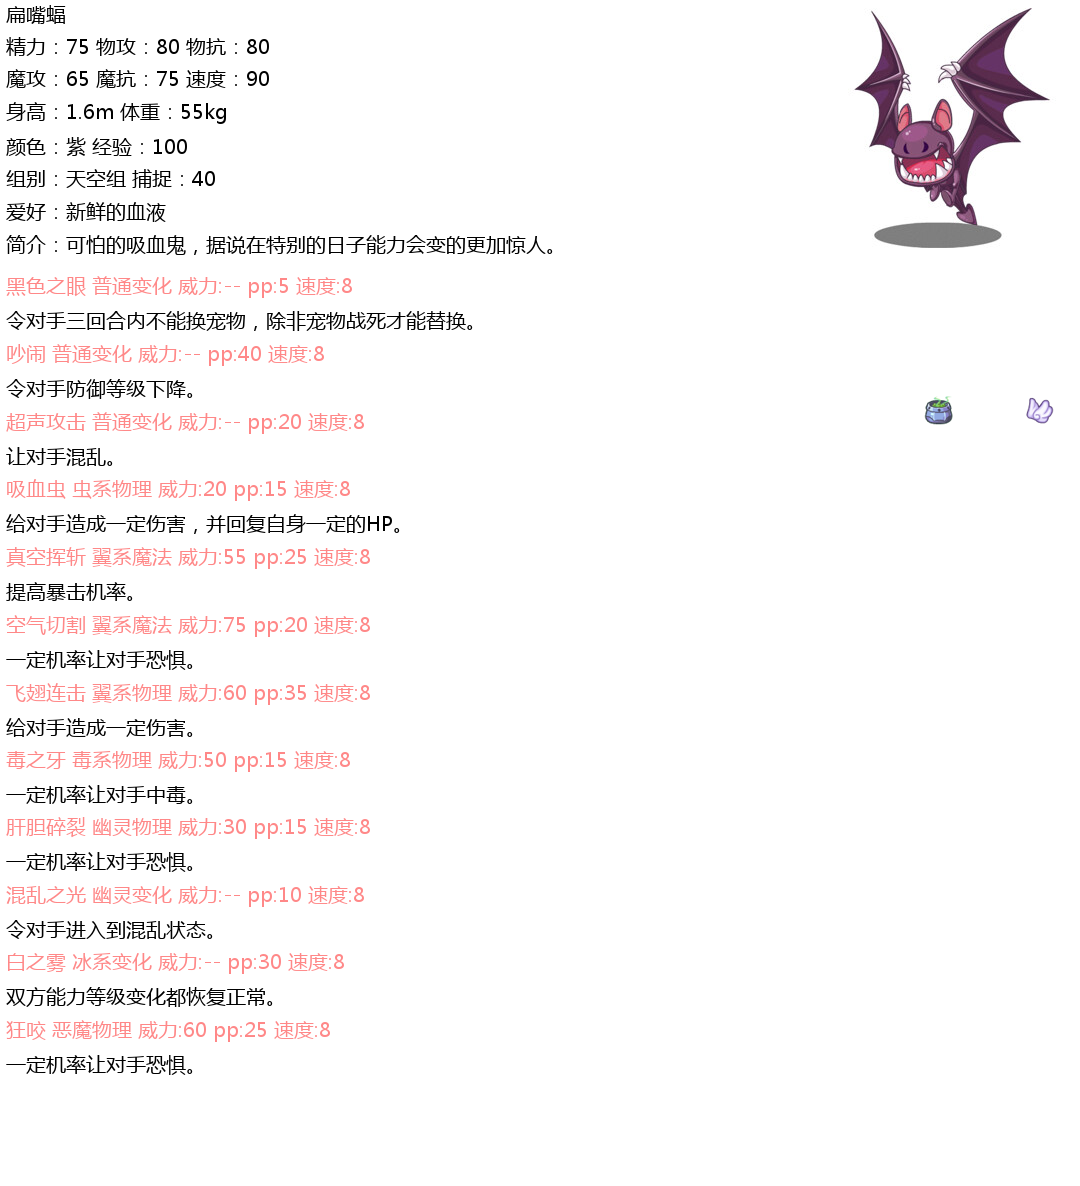 扁嘴蝠
精力：75 物攻：80 物抗：80
魔攻：65 魔抗：75 速度：90
身高：1.6m 体重：55kg
颜色：紫 经验：100
组别：天空组 捕捉：40
爱好：新鲜的血液
简介：可怕的吸血鬼，据说在特别的日子能力会变的更加惊人。
黑色之眼 普通变化 威力:-- pp:5 速度:8
令对手三回合内不能换宠物，除非宠物战死才能替换。
吵闹 普通变化 威力:-- pp:40 速度:8
令对手防御等级下降。
超声攻击 普通变化 威力:-- pp:20 速度:8
让对手混乱。
吸血虫 虫系物理 威力:20 pp:15 速度:8
给对手造成一定伤害，并回复自身一定的HP。
真空挥斩 翼系魔法 威力:55 pp:25 速度:8
提高暴击机率。
空气切割 翼系魔法 威力:75 pp:20 速度:8
一定机率让对手恐惧。
飞翅连击 翼系物理 威力:60 pp:35 速度:8
给对手造成一定伤害。
毒之牙 毒系物理 威力:50 pp:15 速度:8
一定机率让对手中毒。
肝胆碎裂 幽灵物理 威力:30 pp:15 速度:8
一定机率让对手恐惧。
混乱之光 幽灵变化 威力:-- pp:10 速度:8
令对手进入到混乱状态。
白之雾 冰系变化 威力:-- pp:30 速度:8
双方能力等级变化都恢复正常。
狂咬 恶魔物理 威力:60 pp:25 速度:8
一定机率让对手恐惧。